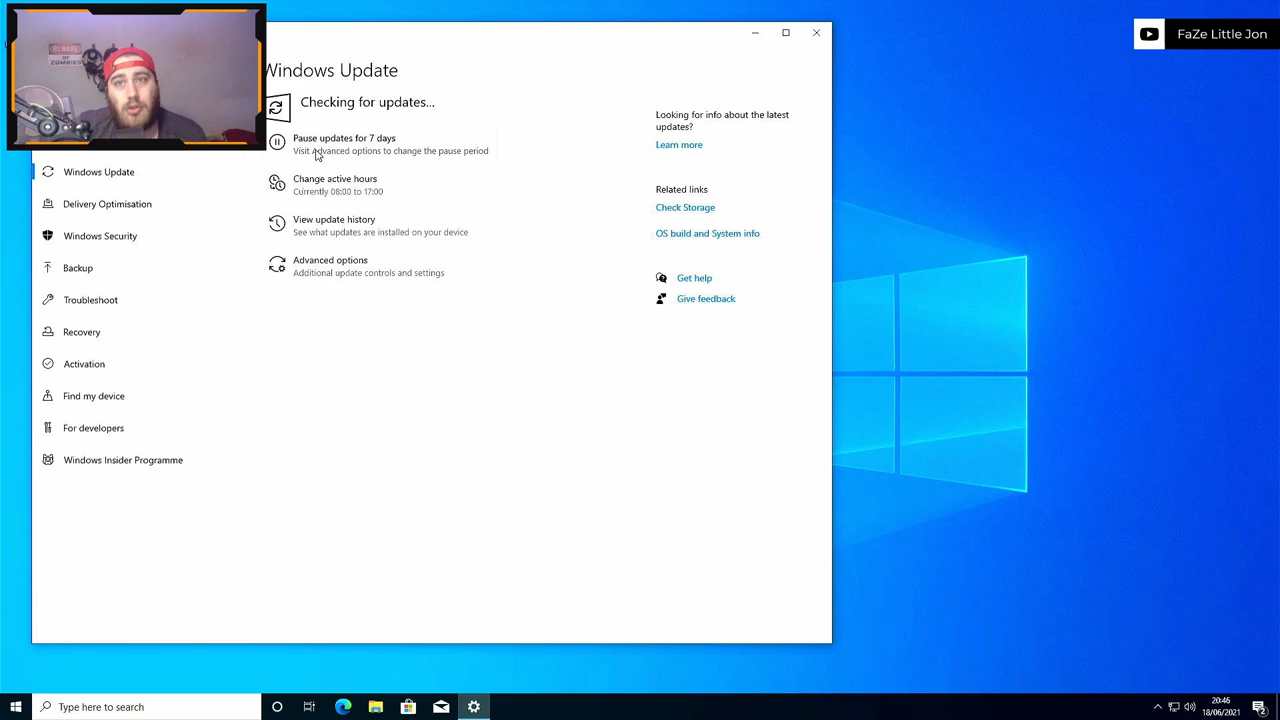 BEWARE
OF
ZOMBIES
FaZe Little Jon
Windows Update
Checking for updates...
Pause updates for 7 days
Visit Advanced options to change the pause period
Change active hours
Currently 08:00 to 17:00
View update history
See what updates are installed on your device
Advanced options
Additional update controls and settings
Looking for info about the latest
updates?
Learn more
Related links
Check Storage
OS build and System info
Get help
Give feedback
Windows Update
Delivery Optimisation
Windows Security
Backup
Troubleshoot
Recovery
Activation
Find my device
For developers
Windows Insider Programme
Type here to search
20:46
18/06/2021
2